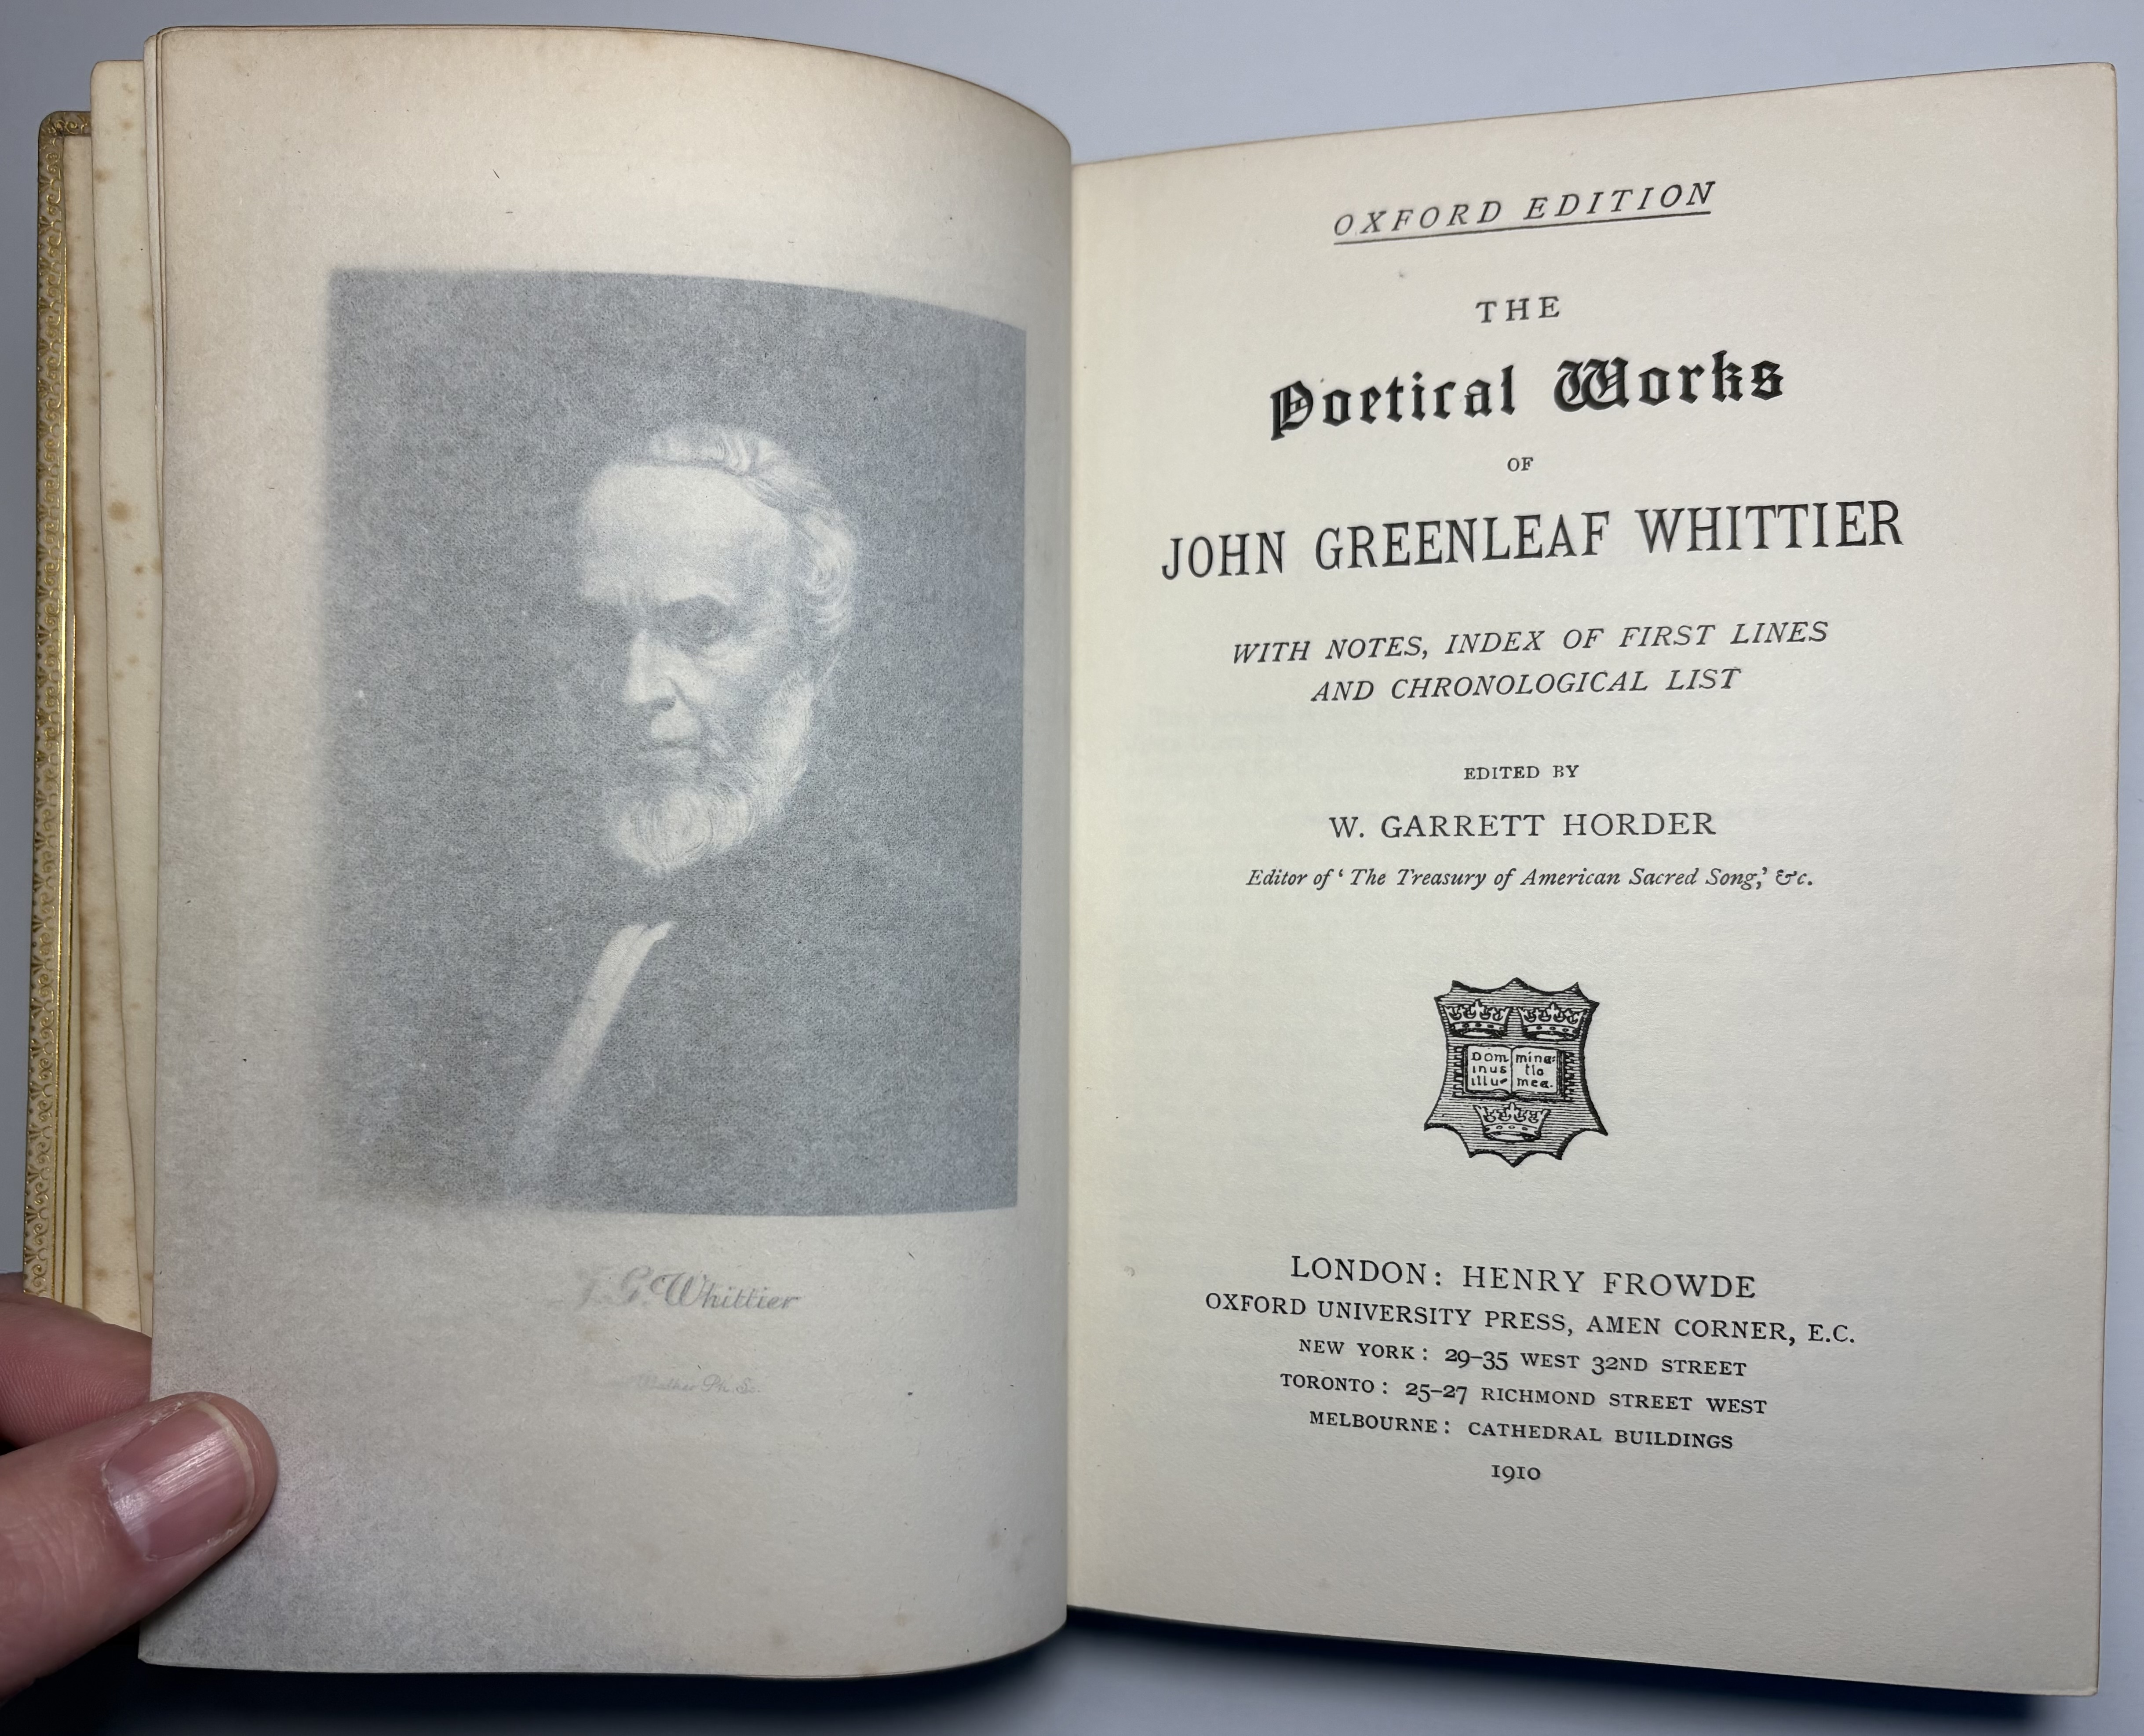 J. G. Whittier
Walker Ph. Sc.
OXFORD EDITION
THE
Poetical Works
OF
JOHN GREENLEAF WHITTIER
WITH NOTES, INDEX OF FIRST LINES
AND CHRONOLOGICAL LIST
EDITED BY
W. GARRETT HORDER
Editor of ‘ The Treasury of American Sacred Song,’ &c.
Dom mina-
inus tio
illu- mea.
LONDON: HENRY FROWDE
OXFORD UNIVERSITY PRESS, AMEN CORNER, E.C.
NEW YORK: 29–35 WEST 32ND STREET
TORONTO: 25–27 RICHMOND STREET WEST
MELBOURNE: CATHEDRAL BUILDINGS
1910